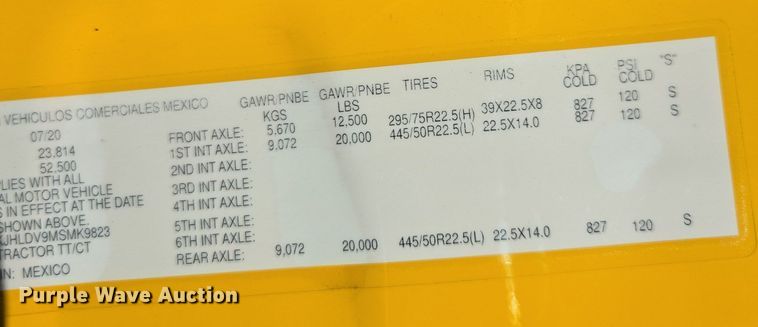 VEHICULOS COMERCIALES MEXICO GAWR/PNBE GAWR/PNBE TIRES RIMS KPA PSI "S"
07/20 KGS LBS COLD COLD
23.814 FRONT AXLE: 5.670 12.500 295/75R22.5(H) 39X22.5X8 827 120 S
52.500 1ST INT AXLE: 9.072 20,000 445/50R22.5(L) 22.5X14.0 827 120 S
PLIES WITH ALL 2ND INT AXLE:
AL MOTOR VEHICLE 3RD INT AXLE:
S IN EFFECT AT THE DATE 4TH INT AXLE:
SHOWN ABOVE. 5TH INT AXLE:
KJHLDV9MSMK9823 6TH INT AXLE:
TRACTOR TT/CT REAR AXLE: 9,072 20,000 445/50R22.5(L) 22.5X14.0 827 120 S
IN: MEXICO
Purple Wave Auction